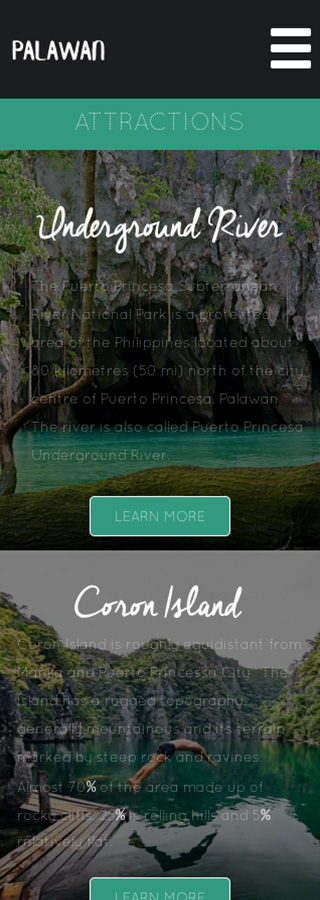 PALAWAN
ATTRACTIONS
Underground River
The Puerto Princesa Subterranean
River National Park is a protected
area of the Philippines located about
80 kilometres (50 mi) north of the city
centre of Puerto Princesa, Palawan.
The river is also called Puerto Princesa
Underground River.
LEARN MORE
Coron Island
Coron Island is roughly equidistant from
Manila and Puerto Princessa City. The
Island has a rugged topography,
generally mountainous and its terrain
marked by steep rock and ravines.
Almost 70% of the area made up of
rocky cliffs, 25% is rolling hills and 5%
relatively flat.
LEARN MORE